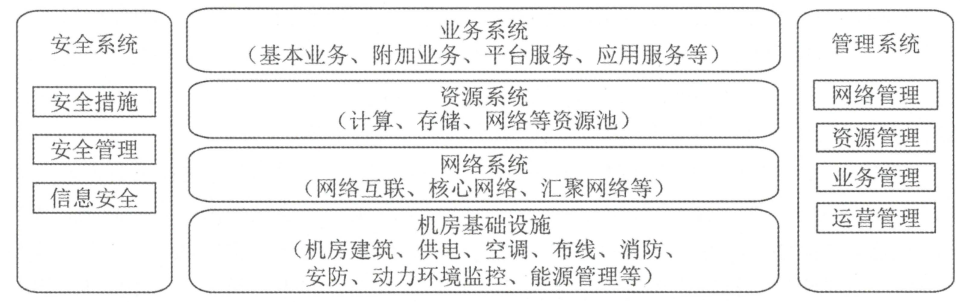 安全系统
安全措施
安全管理
信息安全
业务系统
（基本业务、附加业务、平台服务、应用服务等）
资源系统
（计算、存储、网络等资源池）
网络系统
（网络互联、核心网络、汇聚网络等）
机房基础设施
（机房建筑、供电、空调、布线、消防、
安防、动力环境监控、能源管理等）
管理系统
网络管理
资源管理
业务管理
运营管理